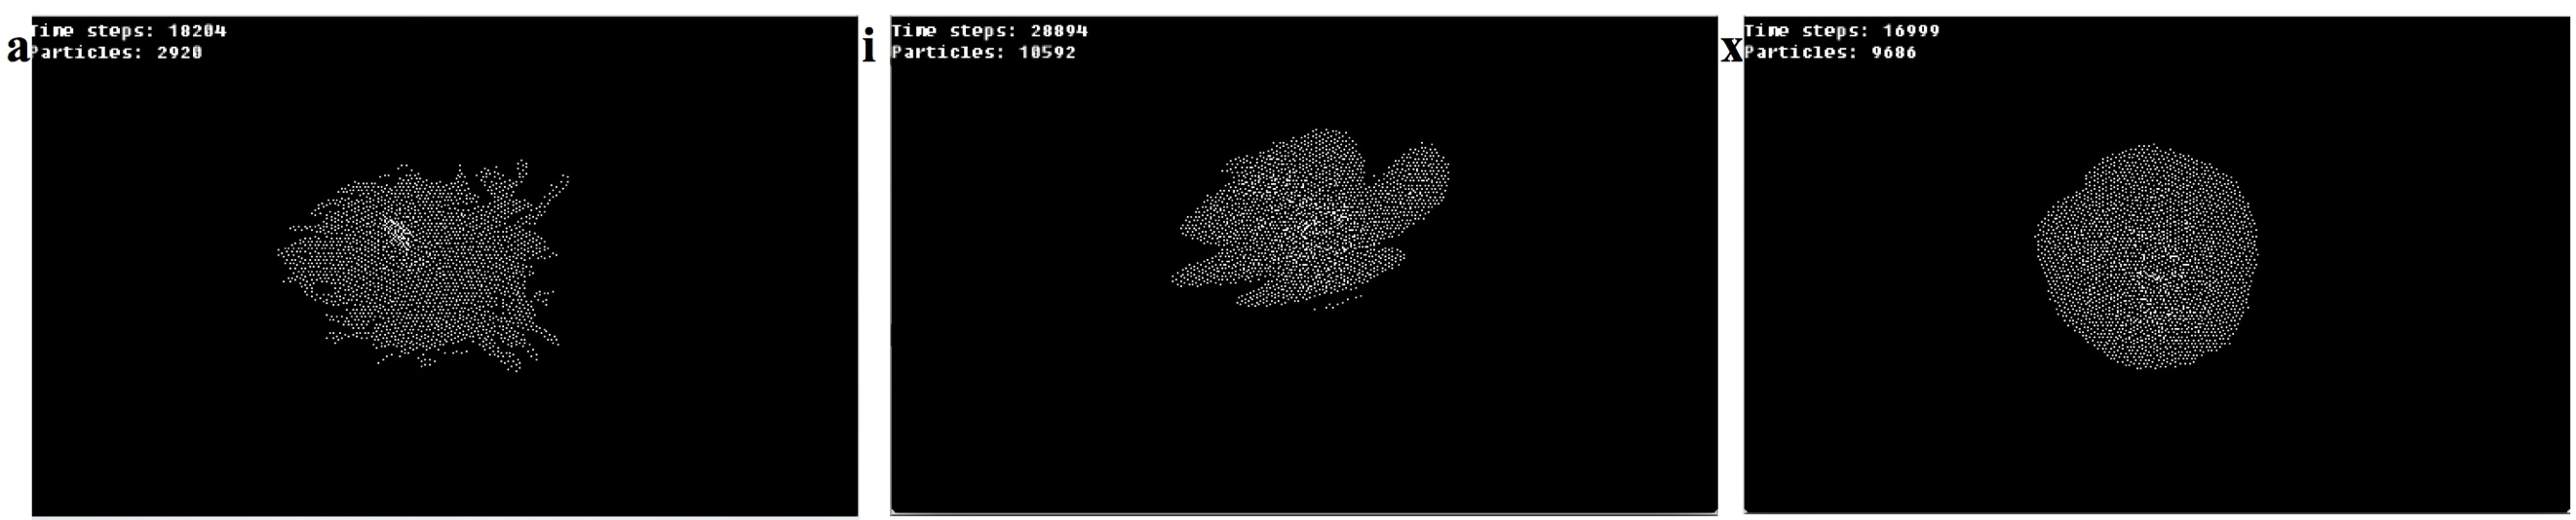 a
Time steps: 18204
Particles: 2920
i
Time steps: 28894
Particles: 10592
x
Time steps: 16999
Particles: 9686